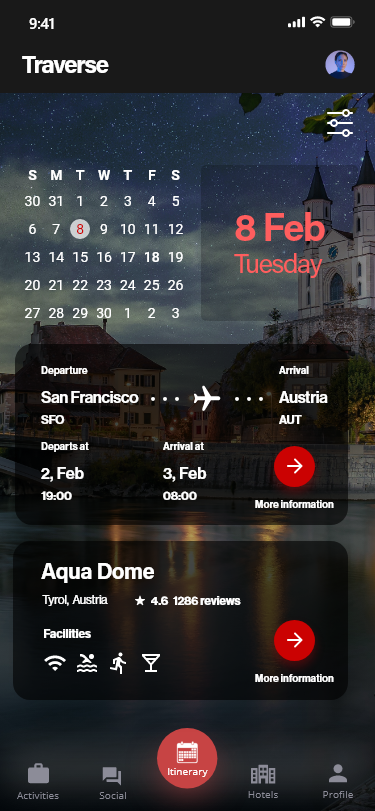 9:41
Traverse
S M T W T F S
30 31 1 2 3 4 5
6 7 8 9 10 11 12
13 14 15 16 17 18 19
20 21 22 23 24 25 26
27 28 29 30 1 2 3
8 Feb
Tuesday
Departure Arrival
San Francisco Austria
SFO AUT
Departs at Arrival at
2, Feb 3, Feb
19:00 08:00
More information
Aqua Dome
Tyrol, Austria ★ 4.6 1286 reviews
Facilities
More information
Activities Social Itinerary Hotels Profile